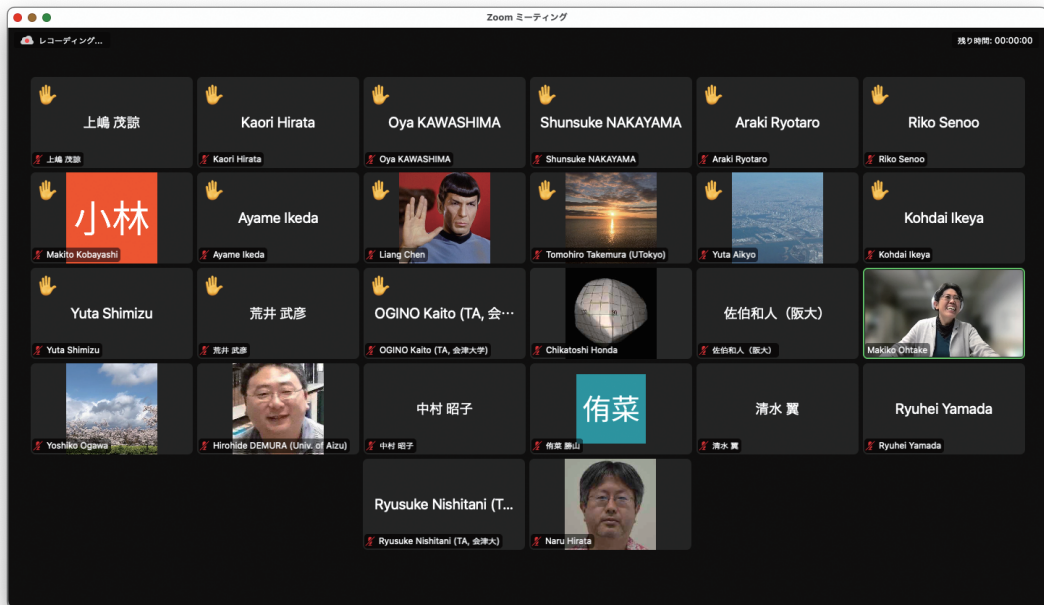 Zoom ミーティング
レコーディング...
残り時間: 00:00:00
上嶋 茂諒
Kaori Hirata
Oya KAWASHIMA
Shunsuke NAKAYAMA
Araki Ryotaro
Riko Senoo
上嶋 茂諒
Kaori Hirata
Oya KAWASHIMA
Shunsuke NAKAYAMA
Araki Ryotaro
Riko Senoo
小林
Ayame Ikeda
Kohdai Ikeya
Makito Kobayashi
Ayame Ikeda
Liang Chen
Tomohiro Takemura (UTokyo)
Yuta Aikyo
Kohdai Ikeya
Yuta Shimizu
荒井 武彦
OGINO Kaito (TA, 会…
佐伯和人（阪大）
Yuta Shimizu
荒井 武彦
OGINO Kaito (TA, 会津大学)
Chikatoshi Honda
佐伯和人（阪大）
Makiko Ohtake
中村 昭子
侑菜
清水 翼
Ryuhei Yamada
Yoshiko Ogawa
Hirohide DEMURA (Univ. of Aizu)
中村 昭子
侑菜 勝山
清水 翼
Ryuhei Yamada
Ryusuke Nishitani (T...
Ryusuke Nishitani (TA, 会津大)
Naru Hirata